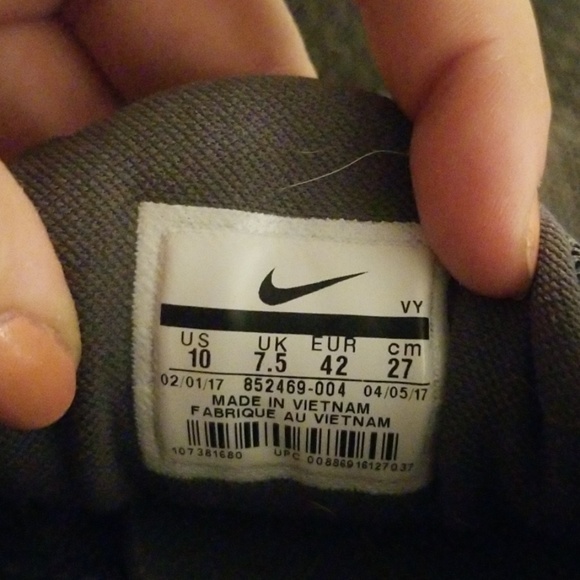 VY
US UK EUR cm
10 7.5 42 27
02/01/17 852469-004 04/05/17
MADE IN VIETNAM
FABRIQUE AU VIETNAM
107381680 UPC 00886916127037